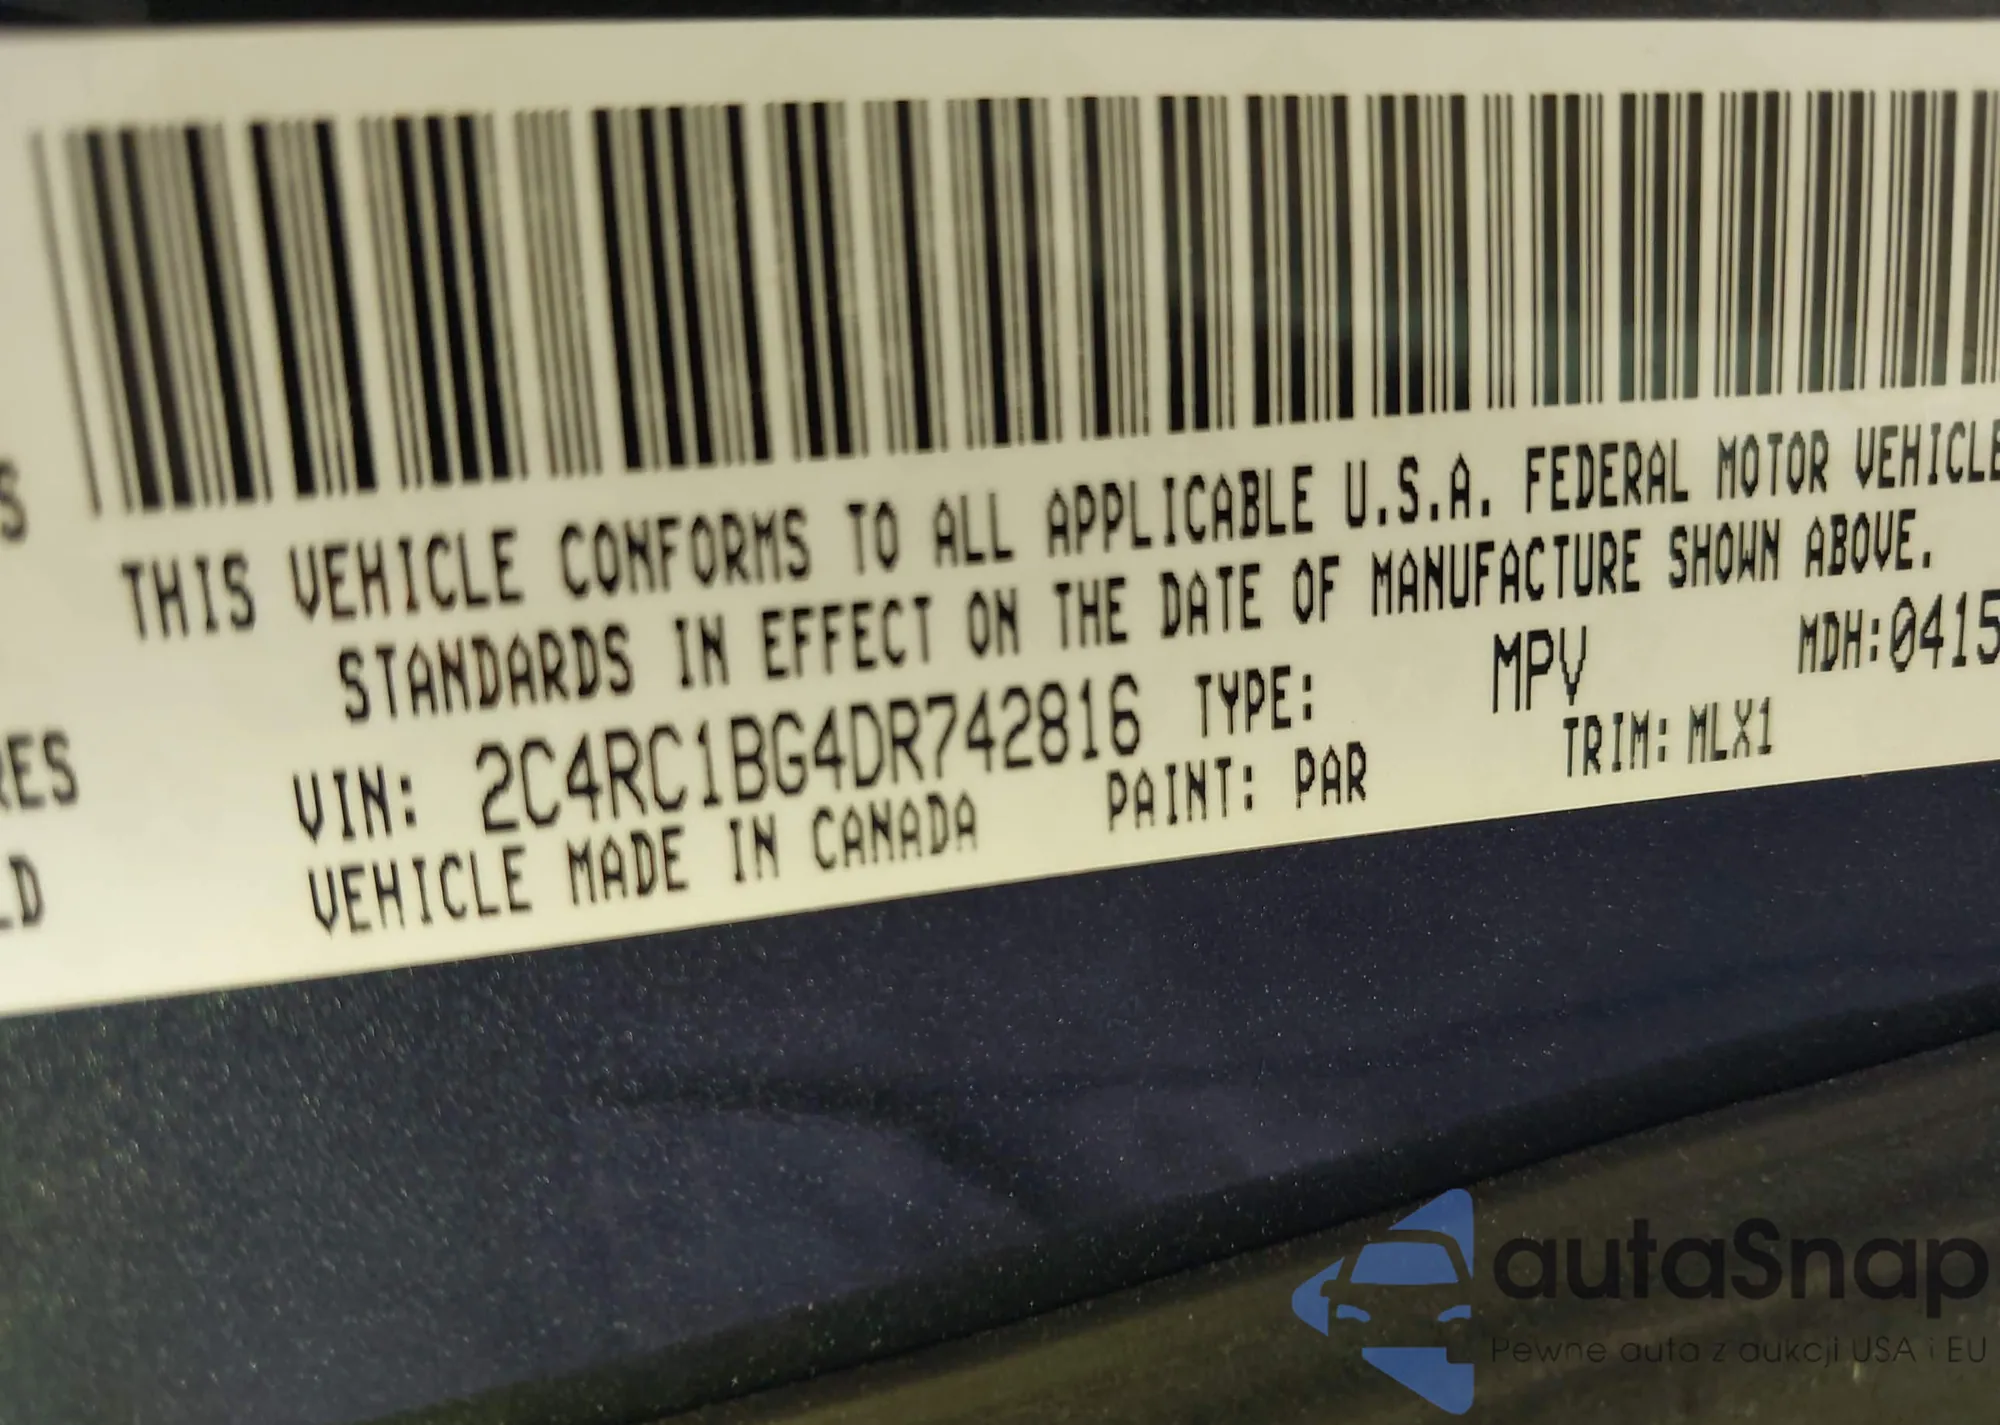 S
THIS VEHICLE CONFORMS TO ALL APPLICABLE U.S.A. FEDERAL MOTOR VEHICLE
STANDARDS IN EFFECT ON THE DATE OF MANUFACTURE SHOWN ABOVE.
RES VIN: 2C4RC1BG4DR742816 TYPE: MPV MDH:0415
LD VEHICLE MADE IN CANADA PAINT: PAR TRIM: MLX1
autaSnap
Pewne auta z aukcji USA i EU